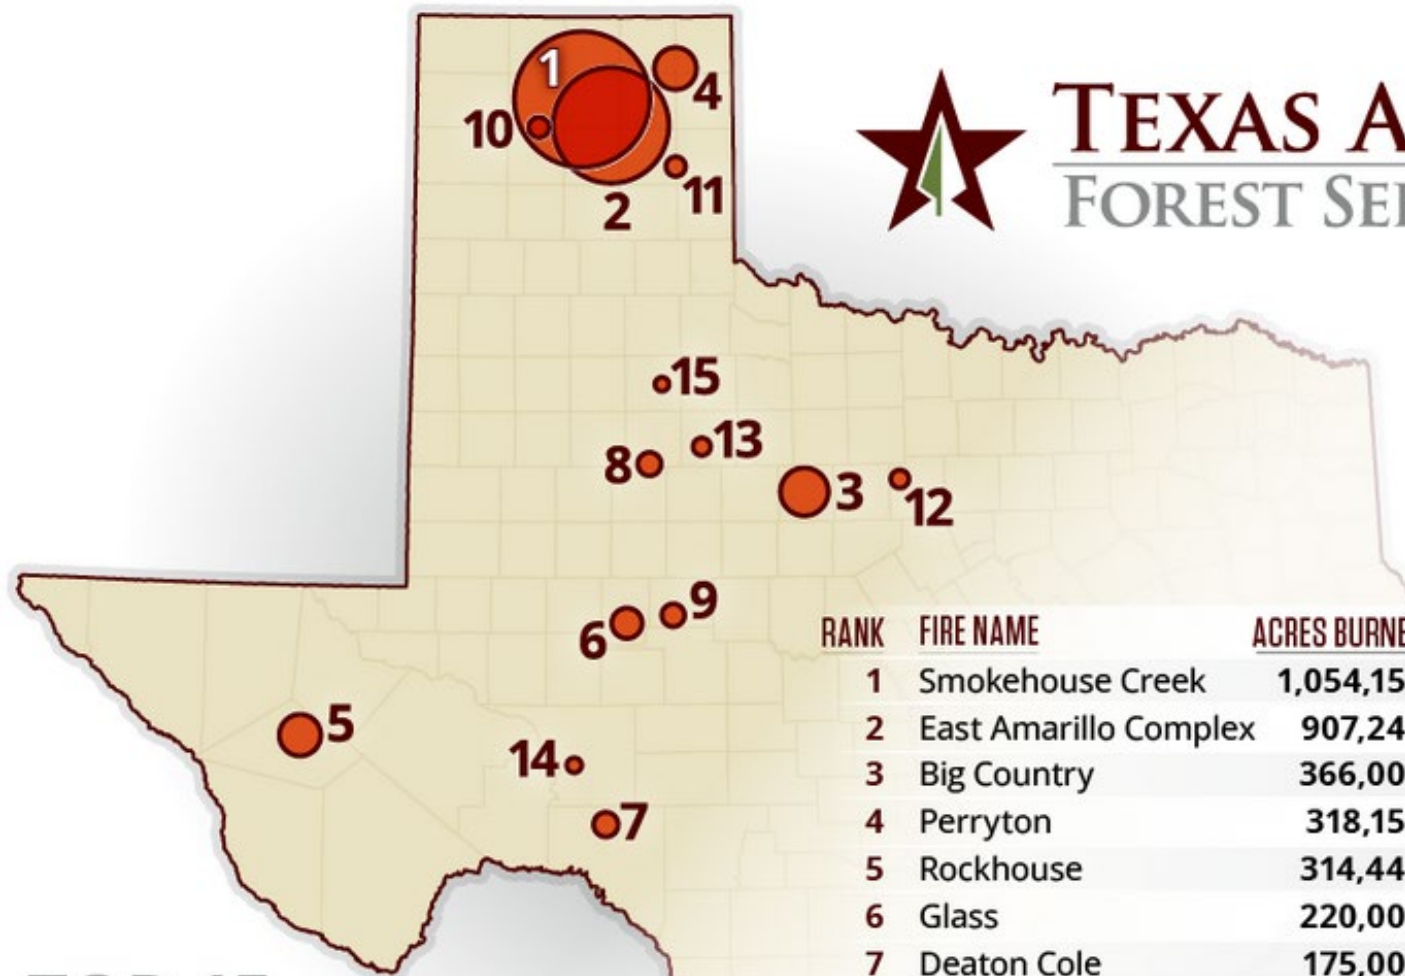 1
4
10
11
2
TEXAS A
FOREST SE
15
13
8
3
12
9
6
5
14
7
RANK FIRE NAME ACRES BURNE
1 Smokehouse Creek 1,054,15
2 East Amarillo Complex 907,24
3 Big Country 366,00
4 Perryton 318,15
5 Rockhouse 314,44
6 Glass 220,00
7 Deaton Cole 175,00